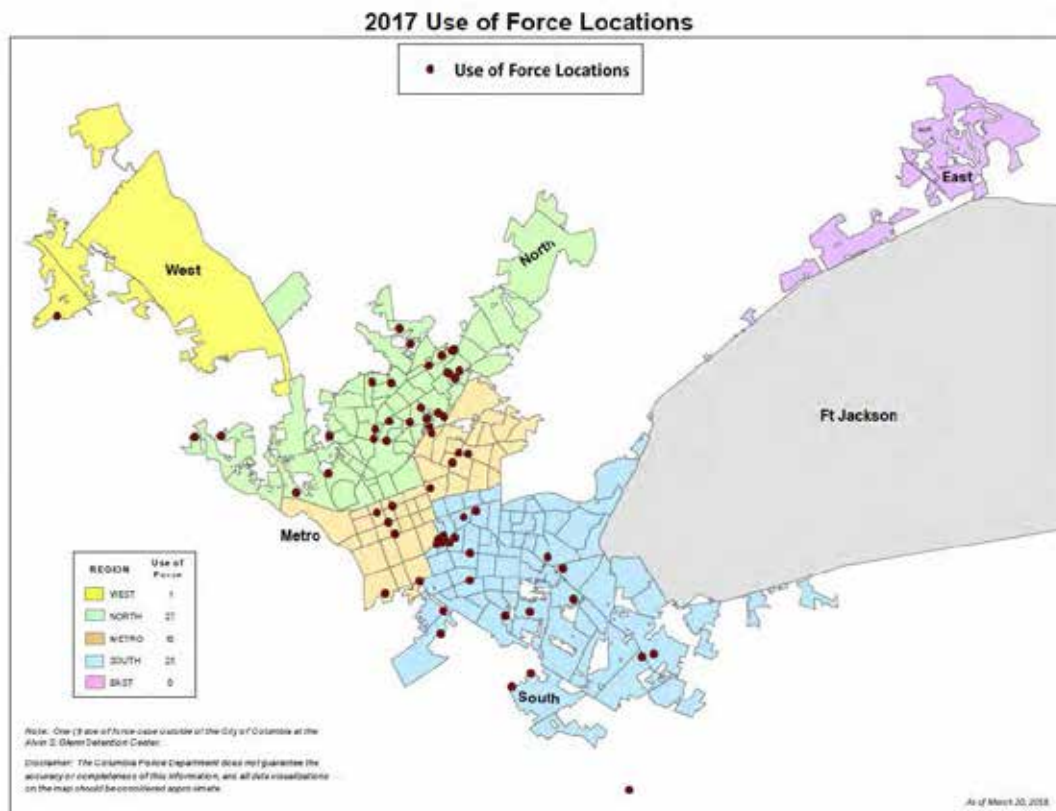 2017 Use of Force Locations
Use of Force Locations
East
North
West
Ft Jackson
Metro
South
REGION Use of Force
WEST 1
NORTH
METRO
SOUTH
EAST 0
Note: One (1) use of force case outside of the City of Columbia at the
Alvin S. Glenn Detention Center.
Disclaimer: The Columbia Police Department does not guarantee the
accuracy or completeness of this information, and all data visualizations
on the map should be considered approximate.
As of March 20, 2018